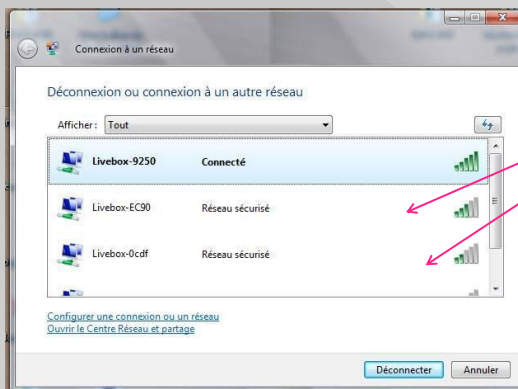 Connexion à un réseau
Déconnexion ou connexion à un autre réseau
Afficher : Tout
Livebox-9250 Connecté
Livebox-EC90 Réseau sécurisé
Livebox-0cdf Réseau sécurisé
Configurer une connexion ou un réseau
Ouvrir le Centre Réseau et partage
Déconnecter Annuler